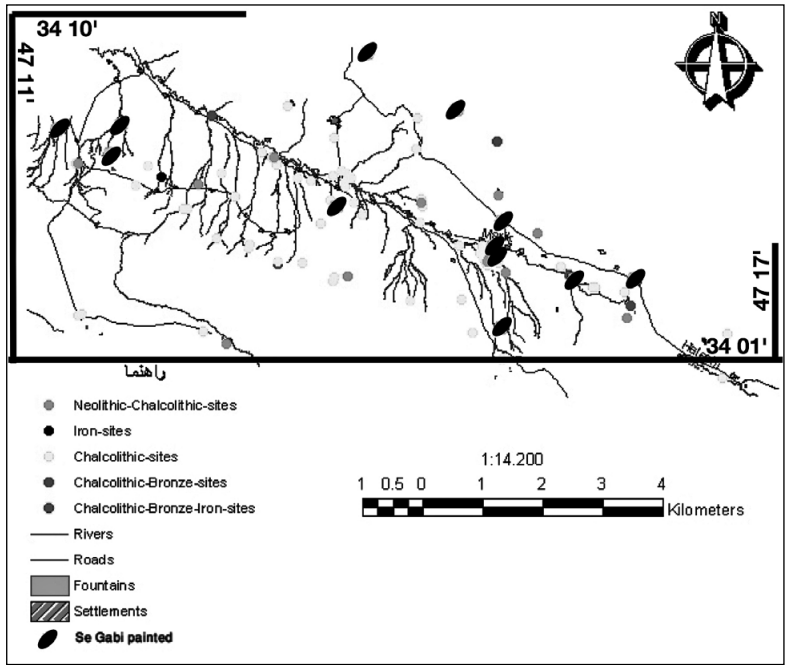 N
34 10'
47 11'
Merk
47 17'
34 01'
راهنما
Neolithic-Chalcolithic-sites
Iron-sites
Chalcolithic-sites
Chalcolithic-Bronze-sites
Chalcolithic-Bronze-Iron-sites
Rivers
Roads
Fountains
Settlements
Se Gabi painted
1:14.200
1 0.5 0 1 2 3 4
Kilometers